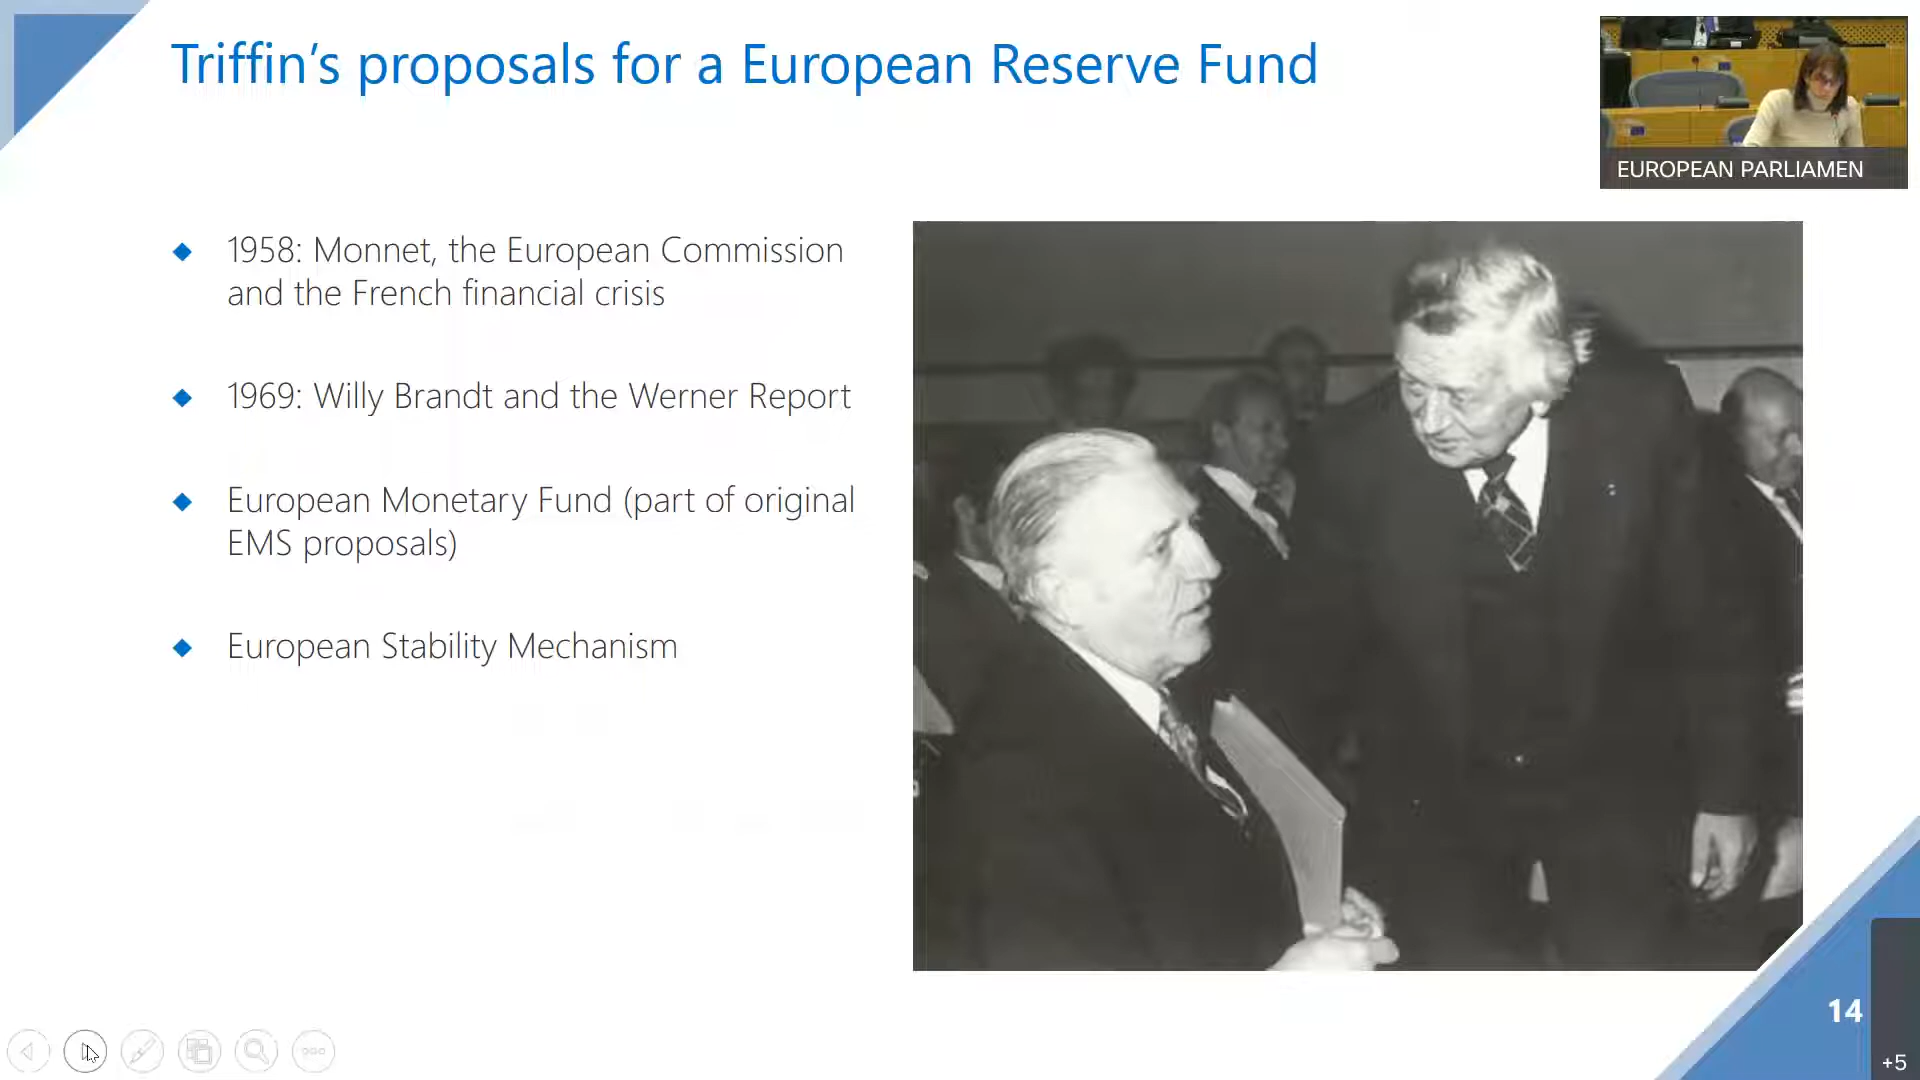 Triffin’s proposals for a European Reserve Fund
EUROPEAN PARLIAMEN
1958: Monnet, the European Commission
and the French financial crisis
1969: Willy Brandt and the Werner Report
European Monetary Fund (part of original
EMS proposals)
European Stability Mechanism
14
+5